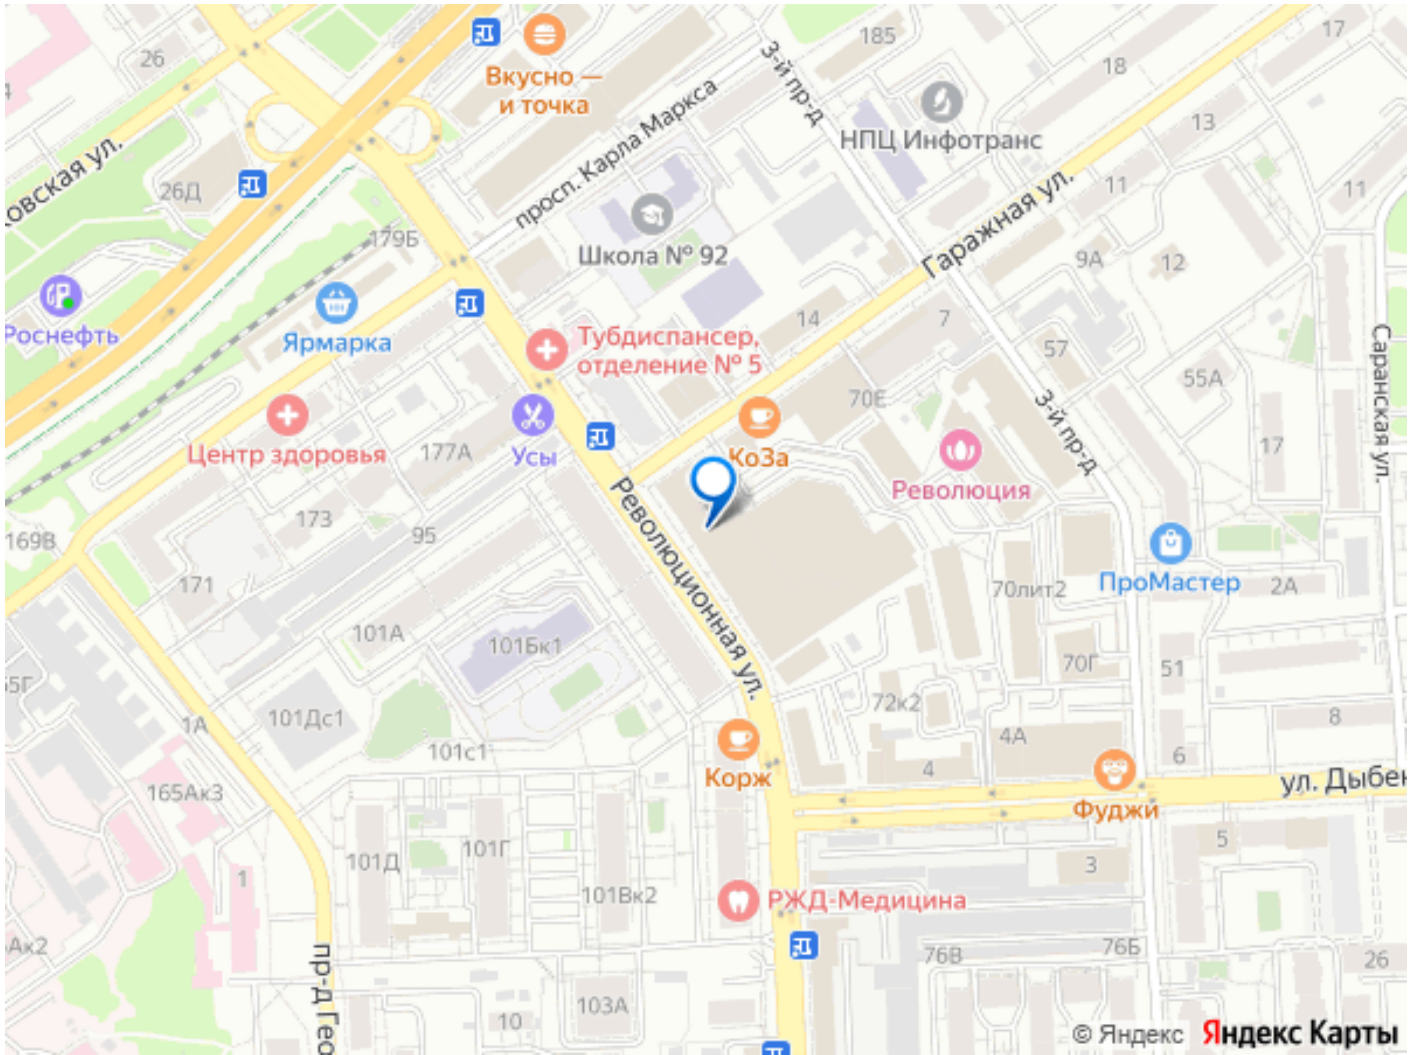 185
17
26
18
Вкусно —
и точка
3-й пр-д
НПЦ Инфотранс
13
просп. Карла Маркса
овская ул.
26Д
11
11
Гаражная ул.
179Б
Школа № 92
9А
12
Роснефть
Ярмарка
14
7
Тубдиспансер,
отделение № 5
57
55А
Саранская ул.
70Е
3-й пр-д
Центр здоровья
177А
Усы
КоЗа
17
Революция
173
169В
95
Революционная ул.
171
70лит2
ПроМастер
2А
101А
101Бк1
70Г
51
55Г
72к2
1А
101Дс1
8
101с1
4А
6
4
Корж
ул. Дыбен
165Ак3
Фуджи
101Д
101Г
5
3
1
101Вк2
РЖД-Медицина
Ак2
76В
76Б
26
пр-д Гео
103А
10
© Яндекс Яндекс Карты